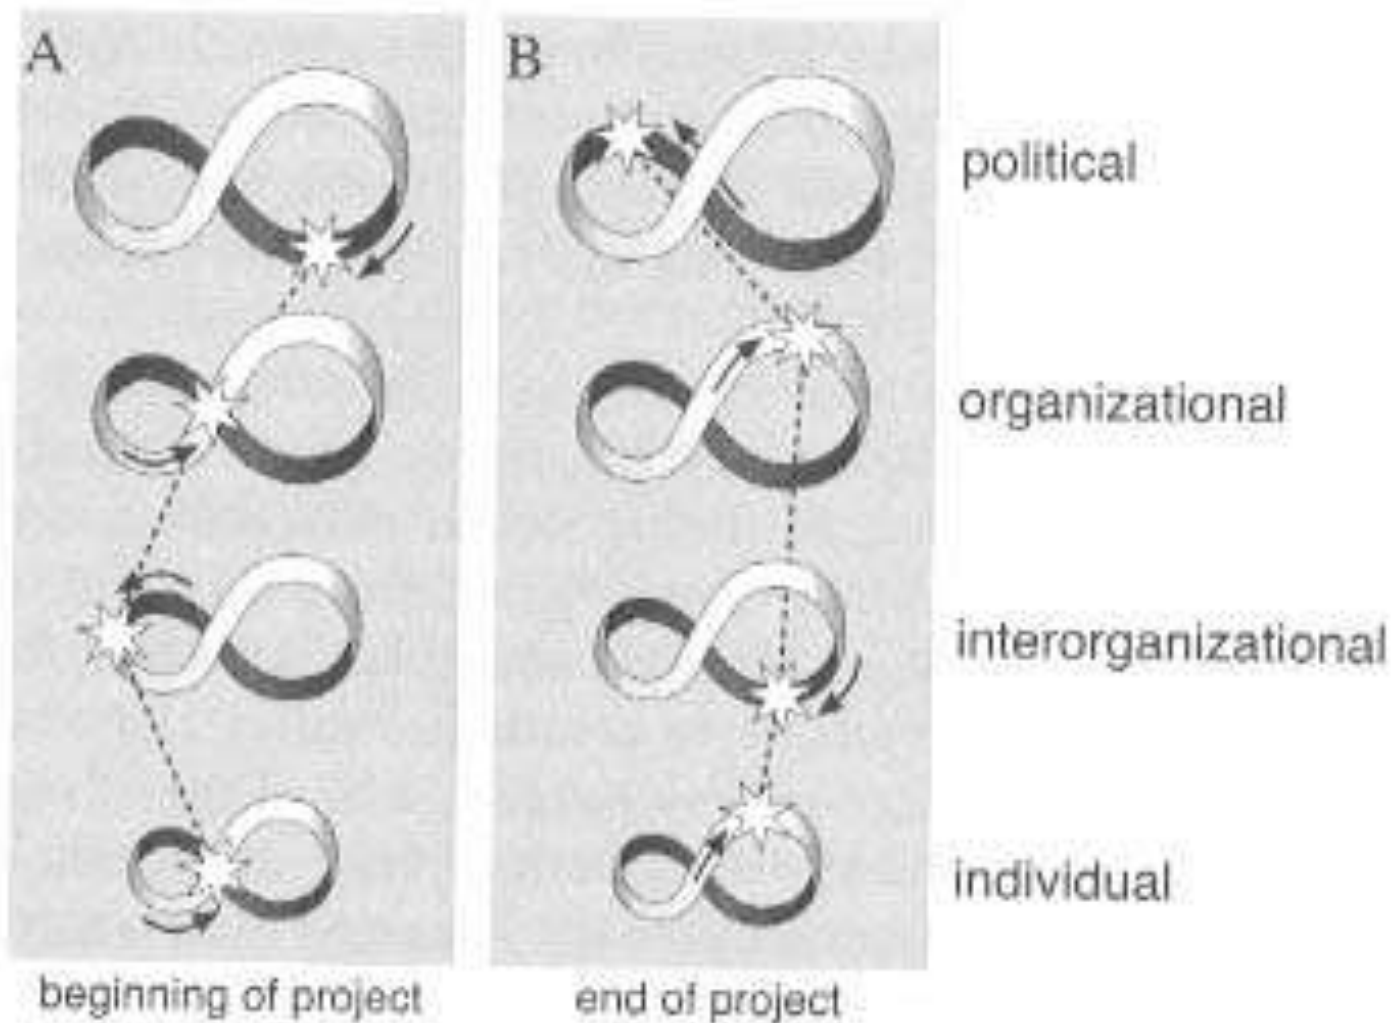 A
B
political
organizational
interorganizational
individual
beginning of project
end of project